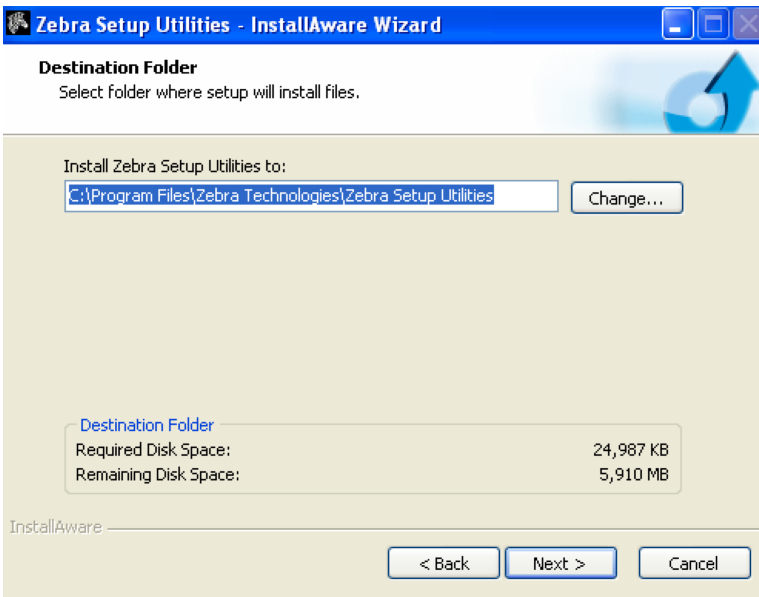 Zebra Setup Utilities - InstallAware Wizard
Destination Folder
Select folder where setup will install files.
Install Zebra Setup Utilities to:
C:\Program Files\Zebra Technologies\Zebra Setup Utilities
Change...
Destination Folder
Required Disk Space: 24,987 KB
Remaining Disk Space: 5,910 MB
InstallAware
< Back Next > Cancel